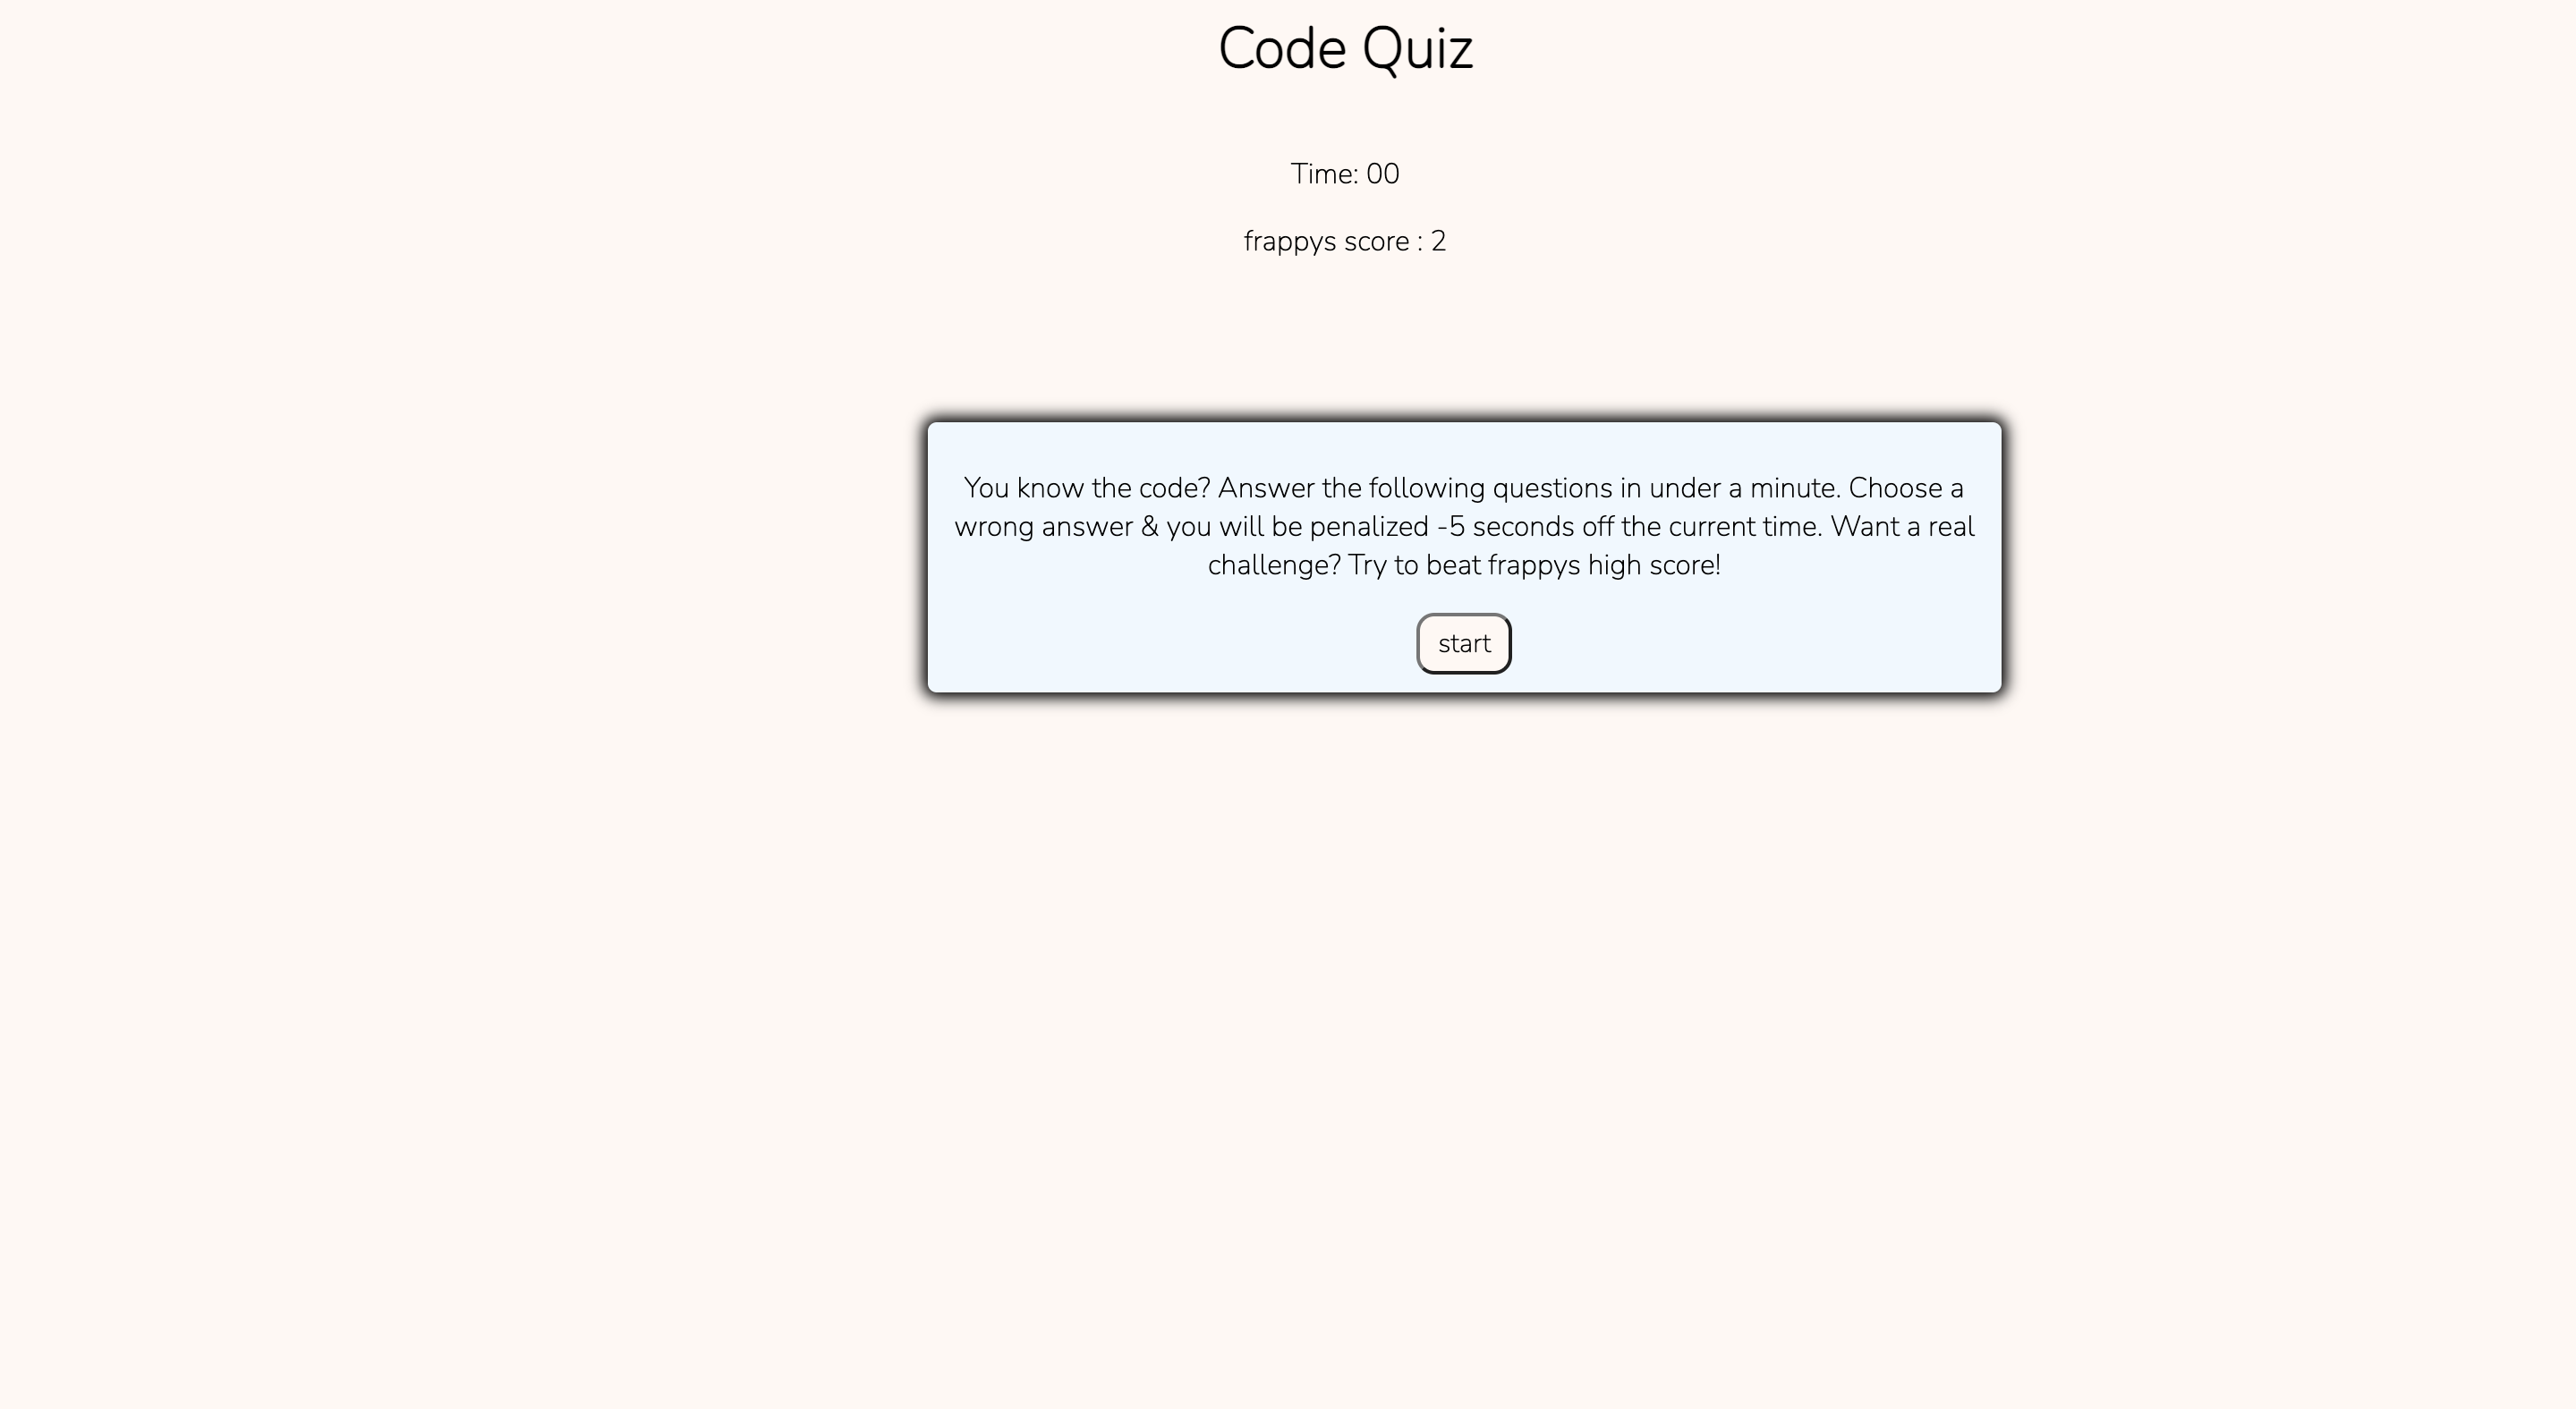 Code Quiz
Time: 00
frappys score : 2
You know the code? Answer the following questions in under a minute. Choose a
wrong answer & you will be penalized -5 seconds off the current time. Want a real
challenge? Try to beat frappys high score!
start